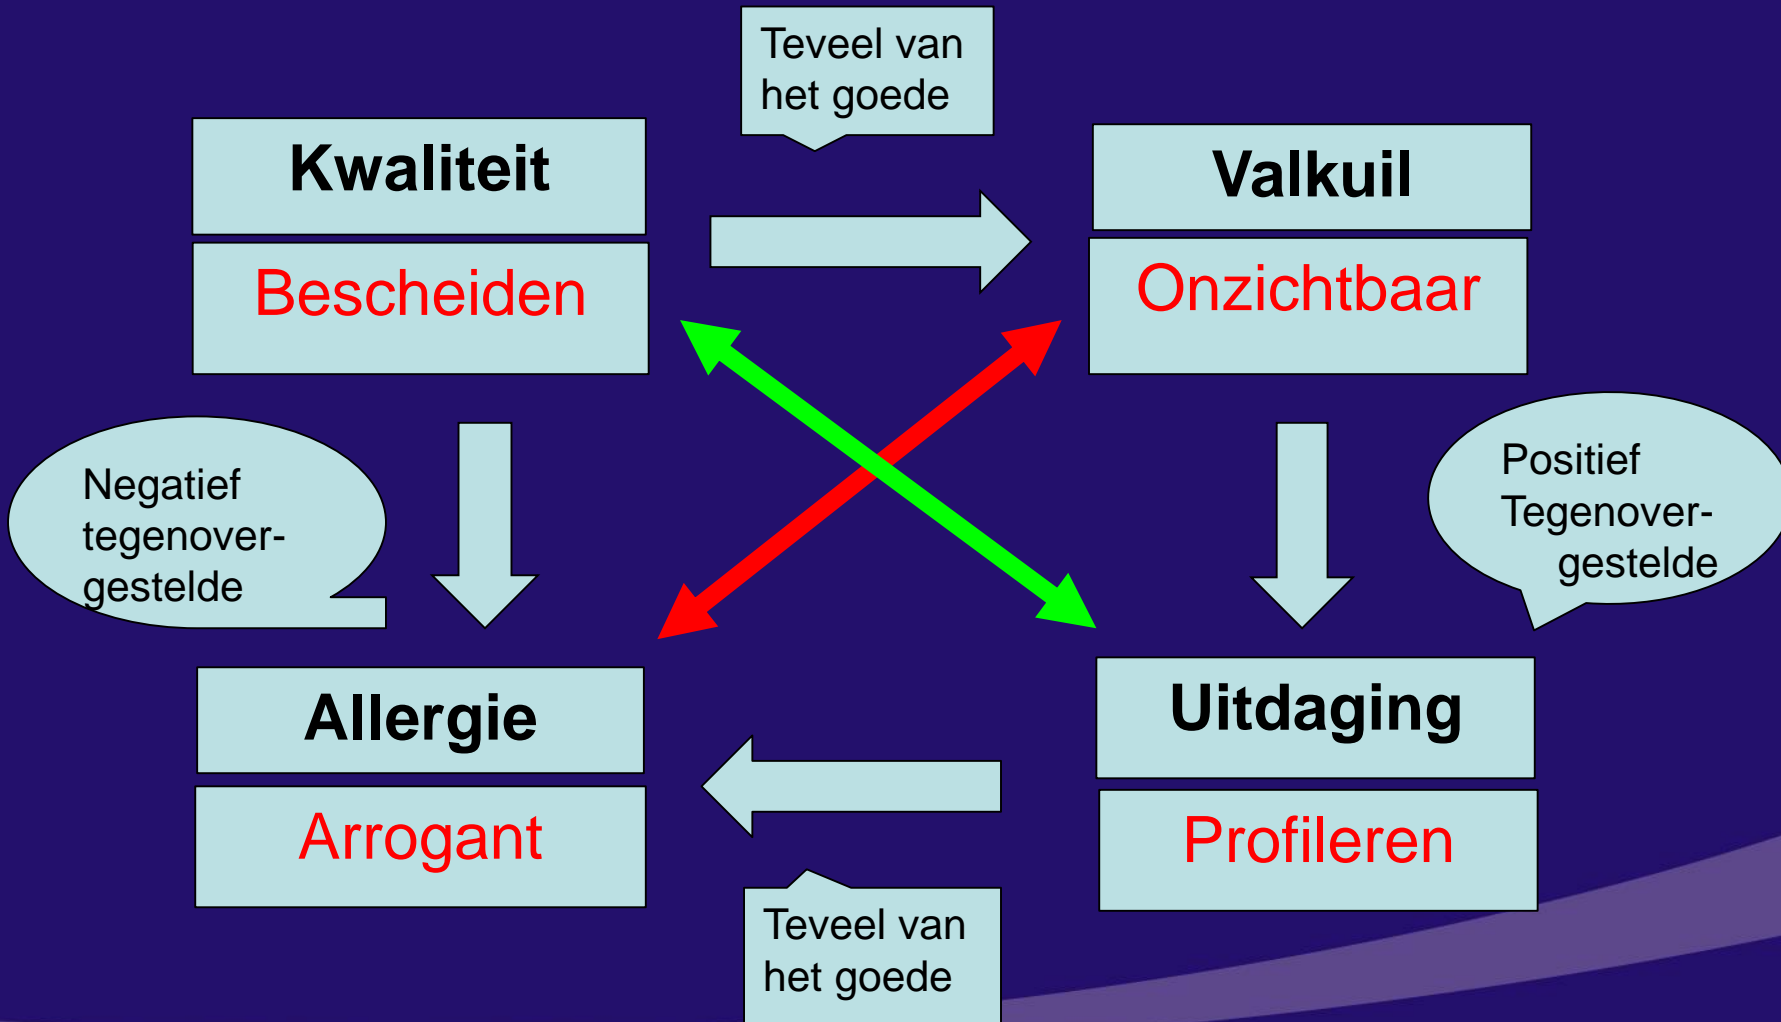 Teveel van
het goede
Kwaliteit
Bescheiden
Valkuil
Onzichtbaar
Negatief
tegenover-
gestelde
Positief
Tegenover-
gestelde
Allergie
Arrogant
Uitdaging
Profileren
Teveel van
het goede